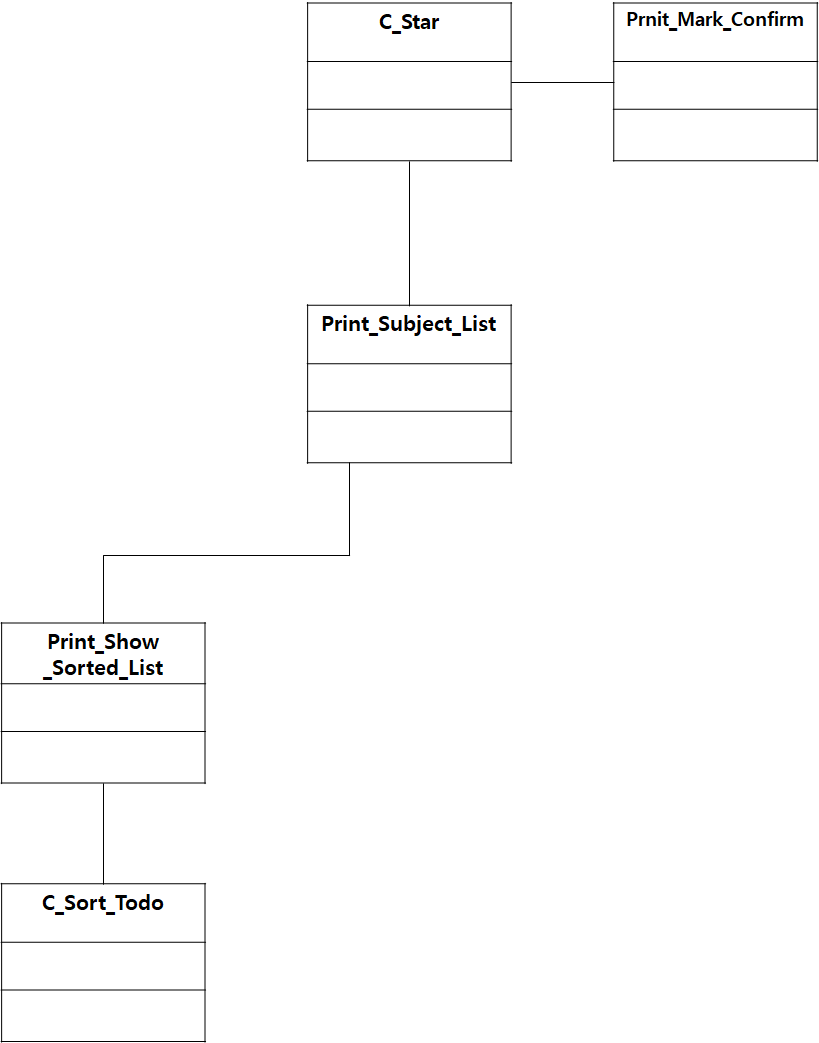 C_Star
Prnit_Mark_Confirm
Print_Subject_List
Print_Show
_Sorted_List
C_Sort_Todo